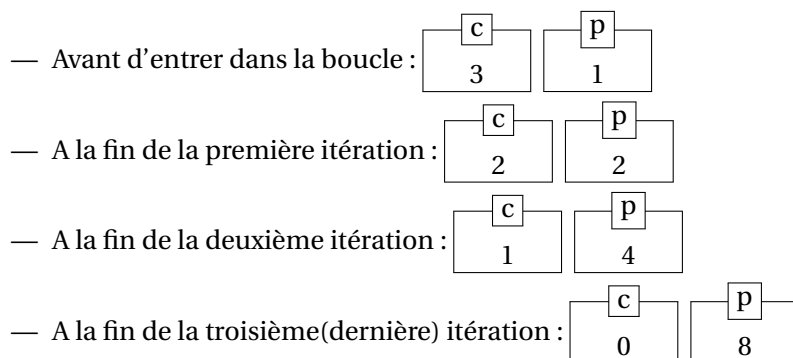 c p
— Avant d'entrer dans la boucle : 3 1
c p
— A la fin de la première itération : 2 2
c p
— A la fin de la deuxième itération : 1 4
c p
— A la fin de la troisième(dernière) itération : 0 8